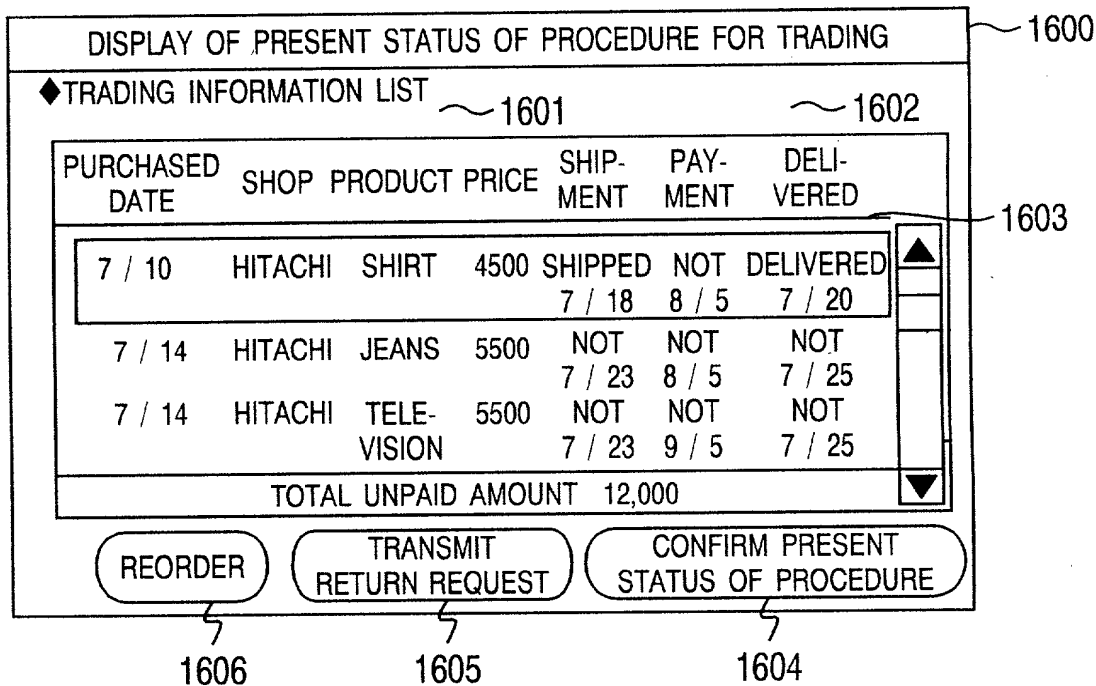 DISPLAY OF PRESENT STATUS OF PROCEDURE FOR TRADING
1600
◆TRADING INFORMATION LIST
1601
1602
PURCHASED DATE SHOP PRODUCT PRICE SHIP-MENT PAY-MENT DELI-VERED
1603
7 / 10 HITACHI SHIRT 4500 SHIPPED NOT DELIVERED
7 / 18 8 / 5 7 / 20
7 / 14 HITACHI JEANS 5500 NOT NOT NOT
7 / 23 8 / 5 7 / 25
7 / 14 HITACHI TELE- 5500 NOT NOT NOT
VISION 7 / 23 9 / 5 7 / 25
TOTAL UNPAID AMOUNT 12,000
REORDER
TRANSMIT
RETURN REQUEST
CONFIRM PRESENT
STATUS OF PROCEDURE
1606
1605
1604